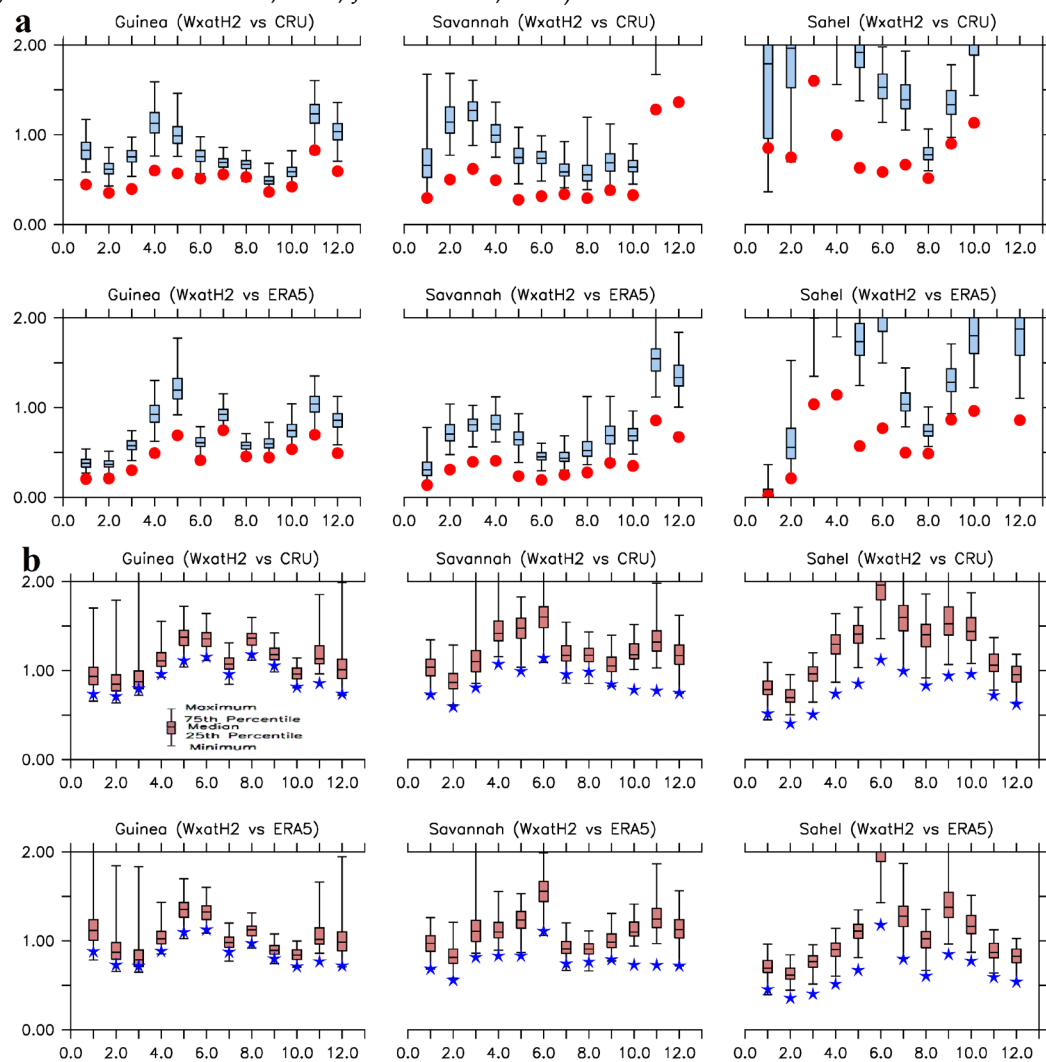 a
Guinea (WxatH2 vs CRU) Savannah (WxatH2 vs CRU) Sahel (WxatH2 vs CRU)
2.00
1.00
0.00
0.0 2.0 4.0 6.0 8.0 10.0 12.0 0.0 2.0 4.0 6.0 8.0 10.0 12.0 0.0 2.0 4.0 6.0 8.0 10.0 12.0
Guinea (WxatH2 vs ERA5) Savannah (WxatH2 vs ERA5) Sahel (WxatH2 vs ERA5)
2.00
1.00
0.00
0.0 2.0 4.0 6.0 8.0 10.0 12.0 0.0 2.0 4.0 6.0 8.0 10.0 12.0 0.0 2.0 4.0 6.0 8.0 10.0 12.0
b
Guinea (WxatH2 vs CRU) Savannah (WxatH2 vs CRU) Sahel (WxatH2 vs CRU)
2.00
1.00
Maximum
75th Percentile
Median
25th Percentile
Minimum
0.00
0.0 2.0 4.0 6.0 8.0 10.0 12.0 0.0 2.0 4.0 6.0 8.0 10.0 12.0 0.0 2.0 4.0 6.0 8.0 10.0 12.0
Guinea (WxatH2 vs ERA5) Savannah (WxatH2 vs ERA5) Sahel (WxatH2 vs ERA5)
2.00
1.00
0.00
0.0 2.0 4.0 6.0 8.0 10.0 12.0 0.0 2.0 4.0 6.0 8.0 10.0 12.0 0.0 2.0 4.0 6.0 8.0 10.0 12.0